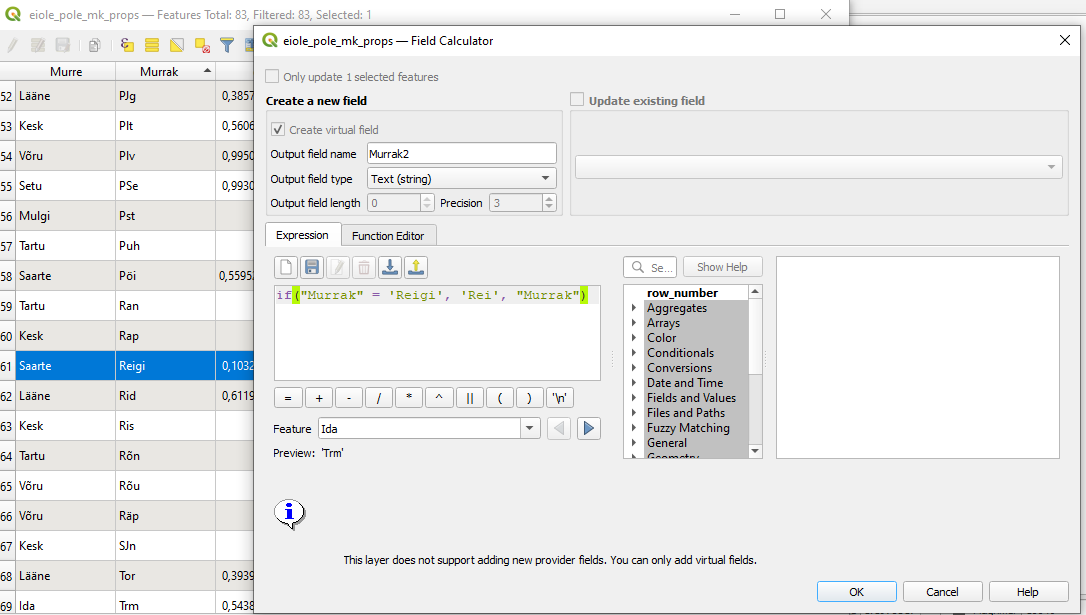 eiole_pole_mk_props — Features Total: 83, Filtered: 83, Selected: 1
Murre Murrak
52 Lääne PJg 0,3857
53 Kesk Plt 0,5606
54 Võru Plv 0,9950
55 Setu PSe 0,9930
56 Mulgi Pst
57 Tartu Puh
58 Saarte Pöi 0,5595
59 Tartu Ran
60 Kesk Rap
61 Saarte Reigi 0,1032
62 Lääne Rid 0,6119
63 Kesk Ris
64 Tartu Rõn
65 Võru Rõu
66 Võru Räp
67 Kesk SJn
68 Lääne Tor 0,3939
69 Ida Trm 0,5438
eiole_pole_mk_props — Field Calculator
Only update 1 selected features
Create a new field
Create virtual field
Output field name Murrak2
Output field type Text (string)
Output field length 0 Precision 3
Update existing field
Expression Function Editor
if("Murrak" = 'Reigi', 'Rei', "Murrak")
= + - / * ^ || ( ) '\n'
Feature Ida
Preview: 'Trm'
Se... Show Help
row_number
Aggregates
Arrays
Color
Conditionals
Conversions
Date and Time
Fields and Values
Files and Paths
Fuzzy Matching
General
Geometry
This layer does not support adding new provider fields. You can only add virtual fields.
OK Cancel Help